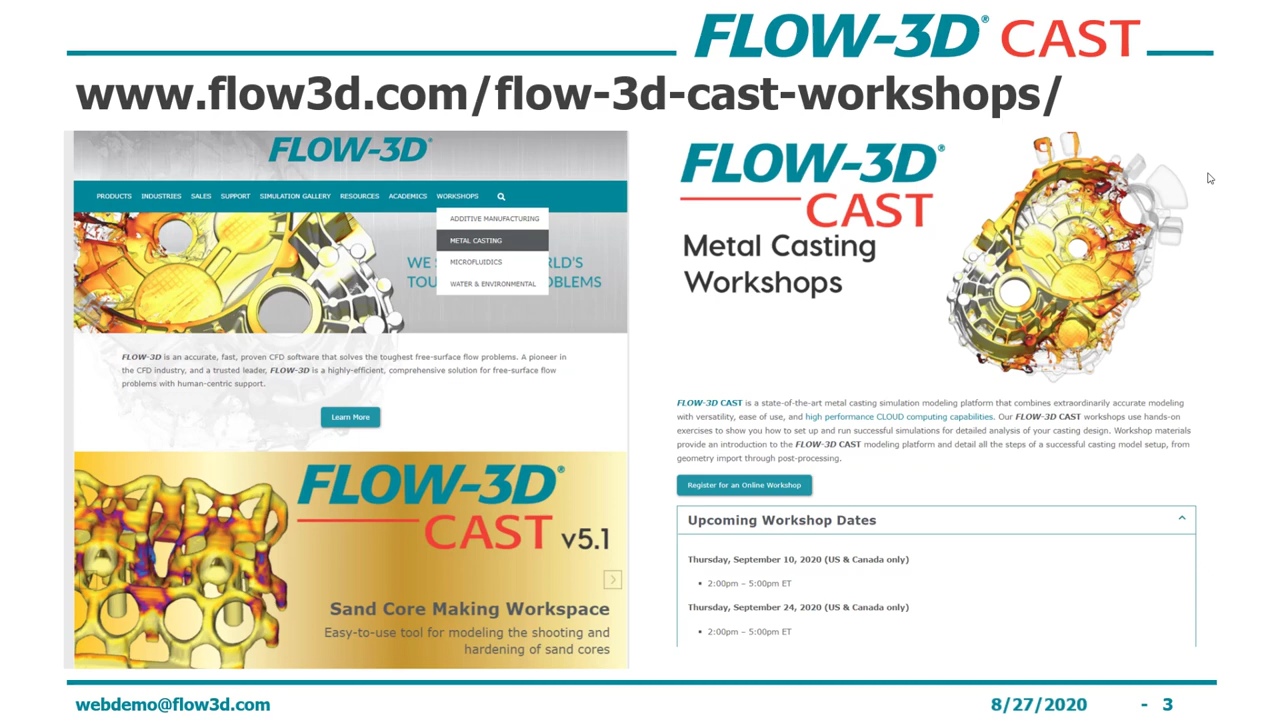 FLOW-3D® CAST
www.flow3d.com/flow-3d-cast-workshops/
FLOW-3D®
PRODUCTS INDUSTRIES SALES SUPPORT SIMULATION GALLERY RESOURCES ACADEMICS WORKSHOPS
ADDITIVE MANUFACTURING
METAL CASTING
MICROFLUIDICS
WATER & ENVIRONMENTAL
WE S LD'S
TOU OBLEMS
FLOW-3D is an accurate, fast, proven CFD software that solves the toughest free-surface flow problems. A pioneer in
the CFD industry, and a trusted leader, FLOW-3D is a highly-efficient, comprehensive solution for free-surface flow
problems with human-centric support.
Learn More
FLOW-3D®
CAST v5.1
Sand Core Making Workspace
Easy-to-use tool for modeling the shooting and
hardening of sand cores
FLOW-3D®
CAST
Metal Casting
Workshops
FLOW-3D CAST is a state-of-the-art metal casting simulation modeling platform that combines extraordinarily accurate modeling
with versatility, ease of use, and high performance CLOUD computing capabilities. Our FLOW-3D CAST workshops use hands-on
exercises to show you how to set up and run successful simulations for detailed analysis of your casting design. Workshop materials
provide an introduction to the FLOW-3D CAST modeling platform and detail all the steps of a successful casting model setup, from
geometry import through post-processing.
Register for an Online Workshop
Upcoming Workshop Dates
Thursday, September 10, 2020 (US & Canada only)
• 2:00pm – 5:00pm ET
Thursday, September 24, 2020 (US & Canada only)
• 2:00pm – 5:00pm ET
webdemo@flow3d.com 8/27/2020 - 3